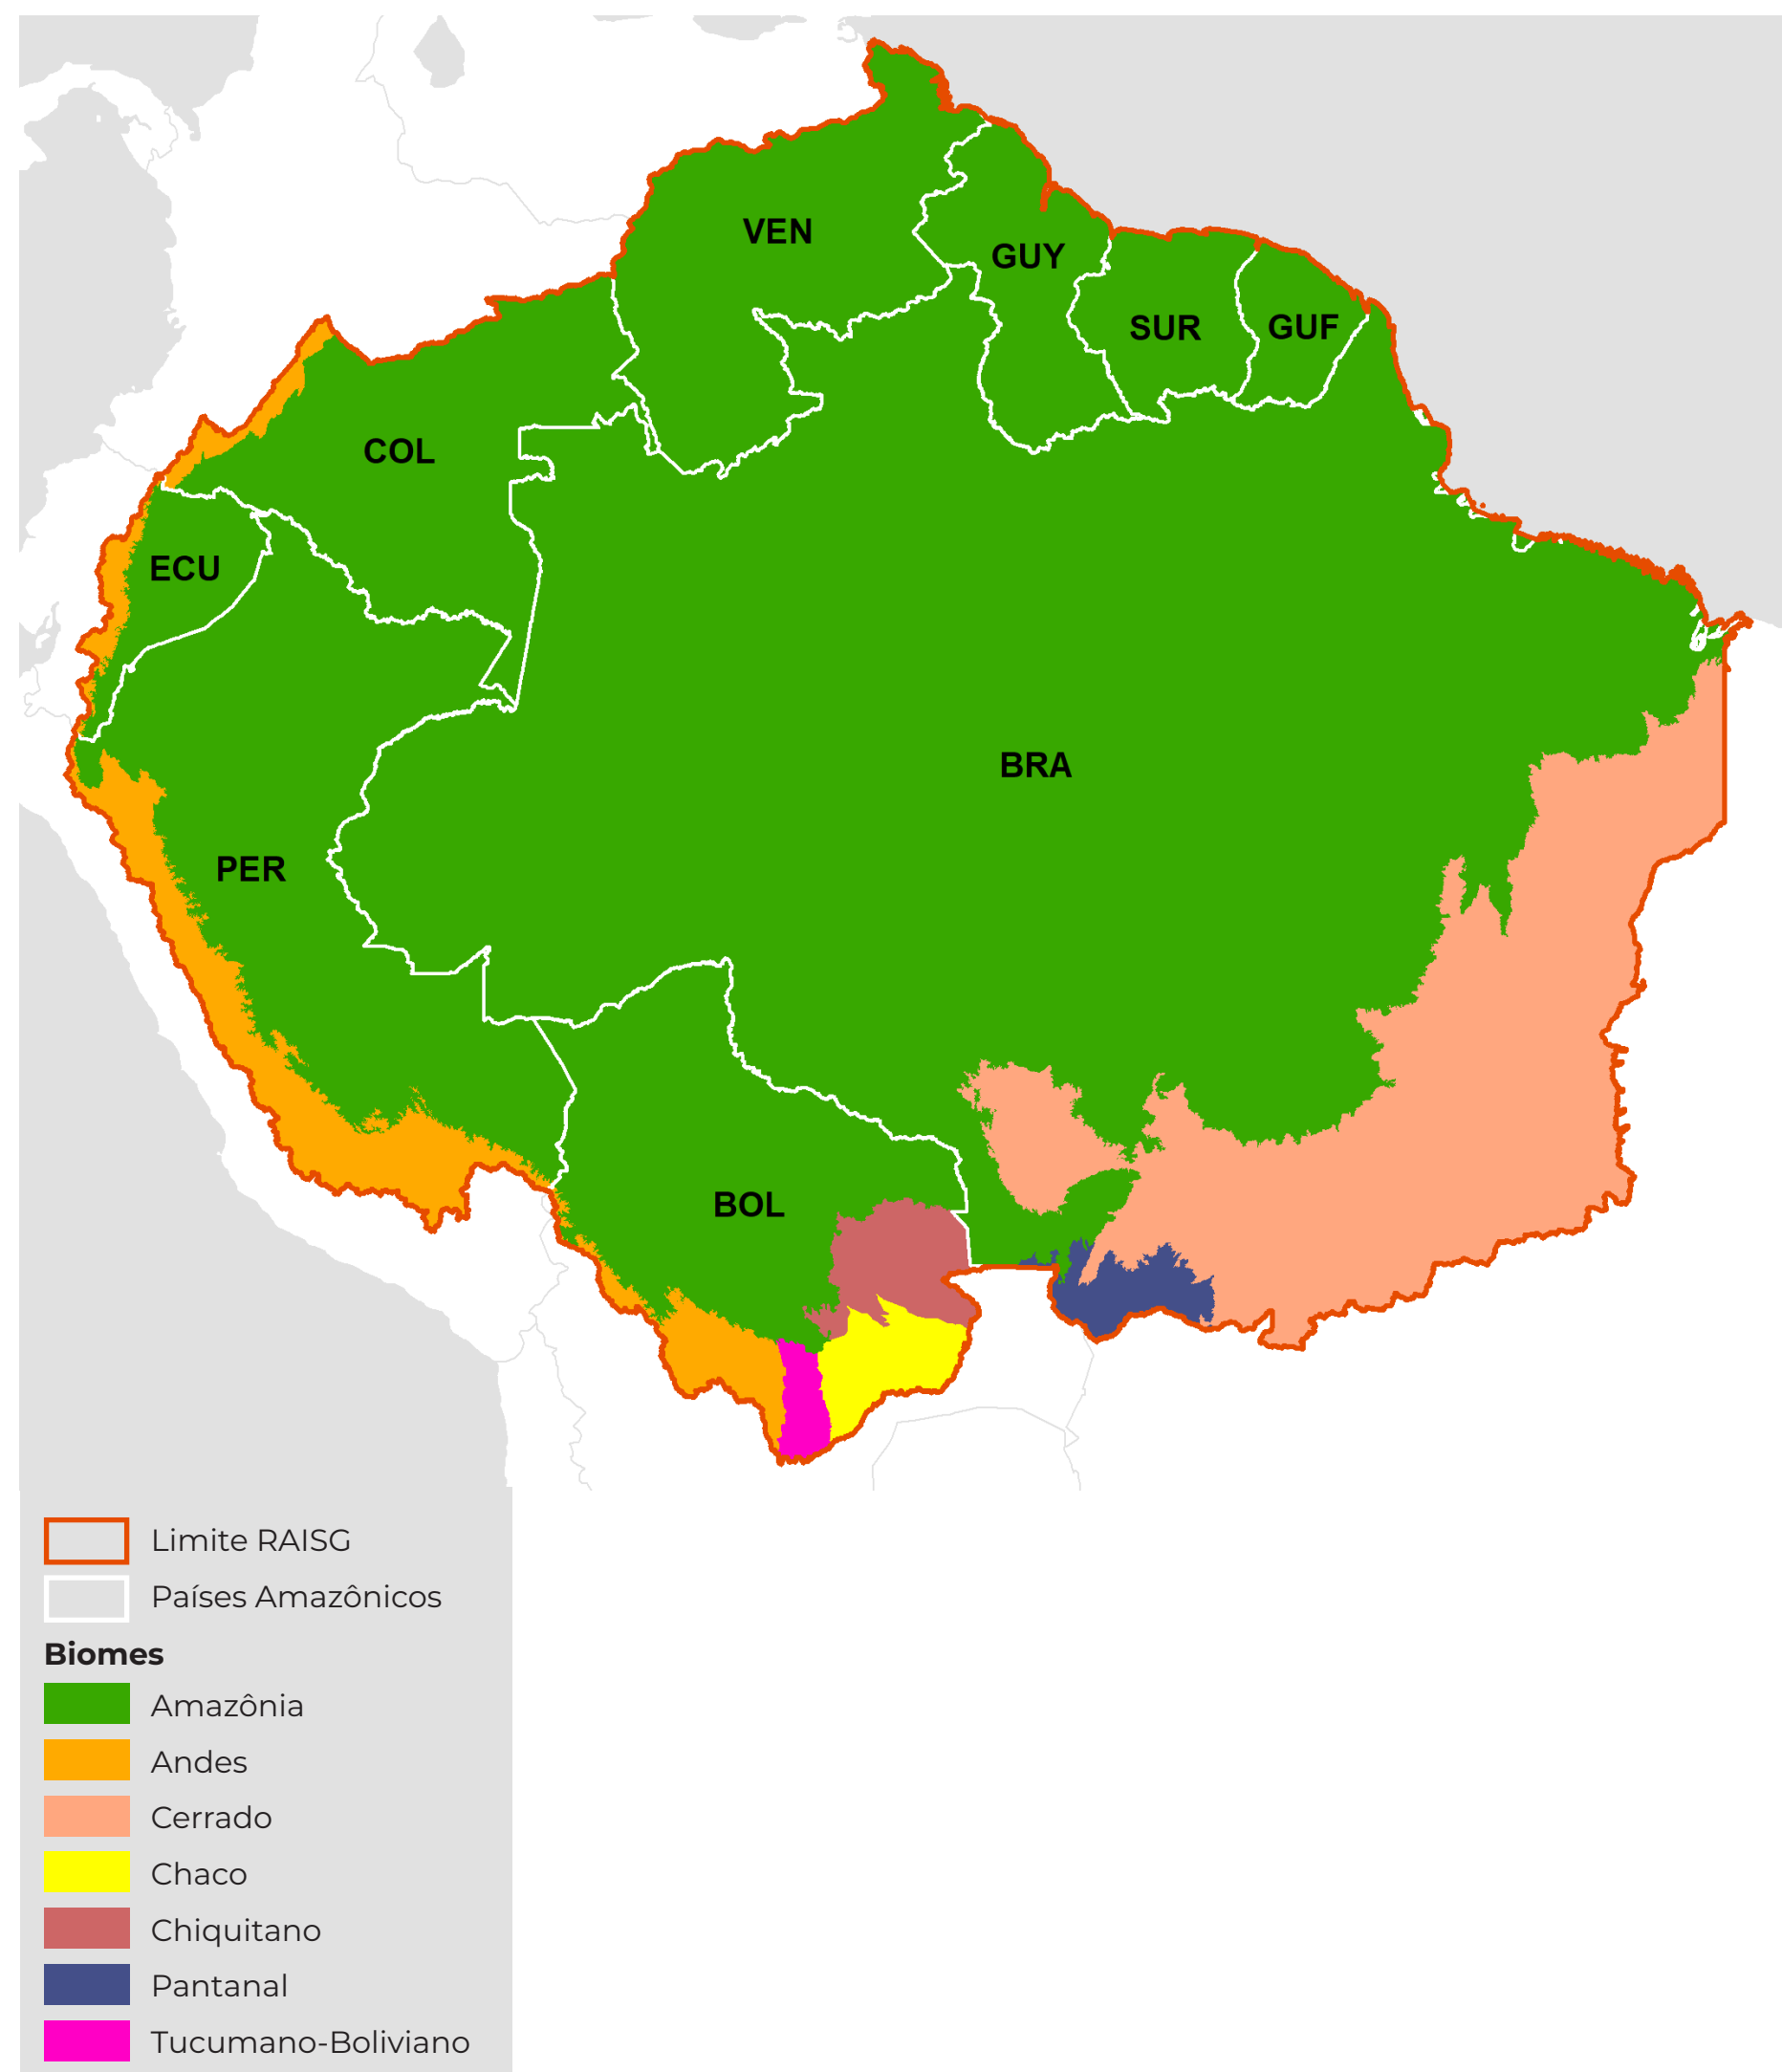 VEN
GUY
SUR
GUF
COL
ECU
BRA
PER
BOL
Limite RAISG
Países Amazônicos
Biomes
Amazônia
Andes
Cerrado
Chaco
Chiquitano
Pantanal
Tucumano-Boliviano